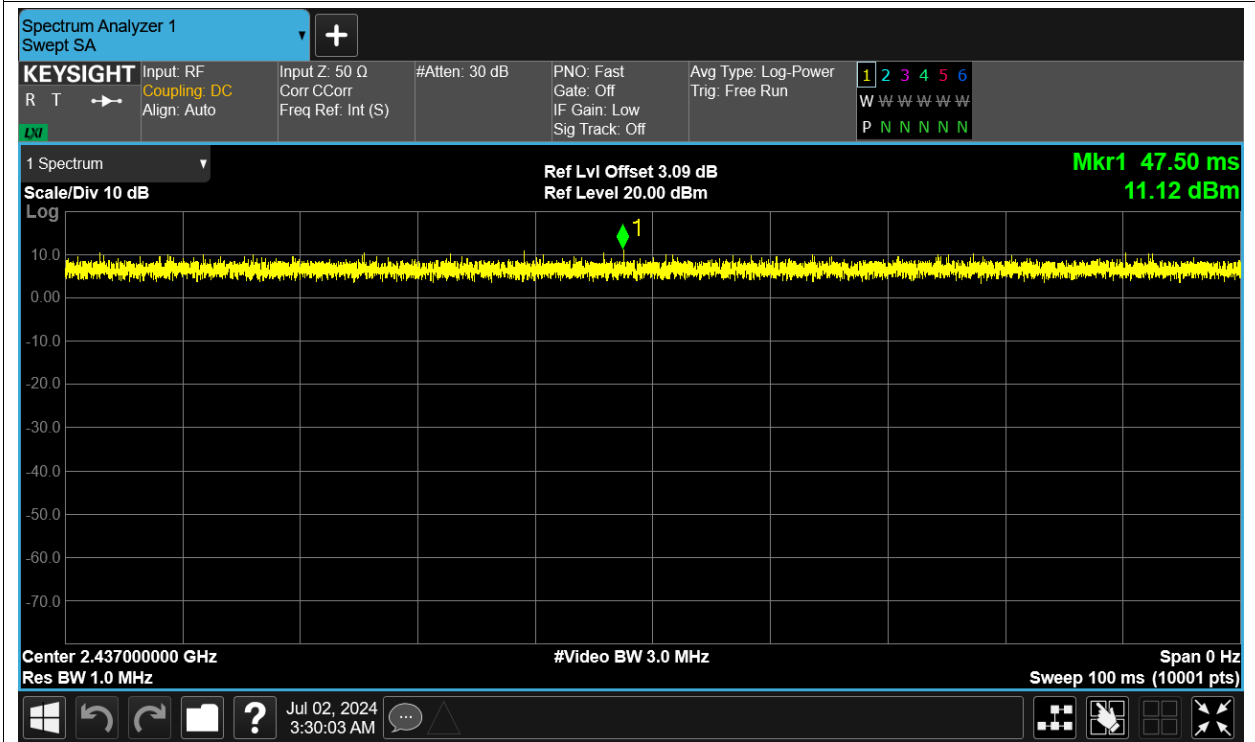 Spectrum Analyzer 1
Swept SA
+
KEYSIGHT
R T
LXI
Input: RF
Coupling: DC
Align: Auto
Input Z: 50 Ω
Corr CCorr
Freq Ref: Int (S)
#Atten: 30 dB
PNO: Fast
Gate: Off
IF Gain: Low
Sig Track: Off
Avg Type: Log-Power
Trig: Free Run
1 2 3 4 5 6
W W W W W W
P N N N N N
1 Spectrum
Scale/Div 10 dB
Log
Ref Lvl Offset 3.09 dB
Ref Level 20.00 dBm
Mkr1 47.50 ms
11.12 dBm
1
10.0
0.00
-10.0
-20.0
-30.0
-40.0
-50.0
-60.0
-70.0
Center 2.437000000 GHz
Res BW 1.0 MHz
#Video BW 3.0 MHz
Span 0 Hz
Sweep 100 ms (10001 pts)
?
Jul 02, 2024
3:30:03 AM